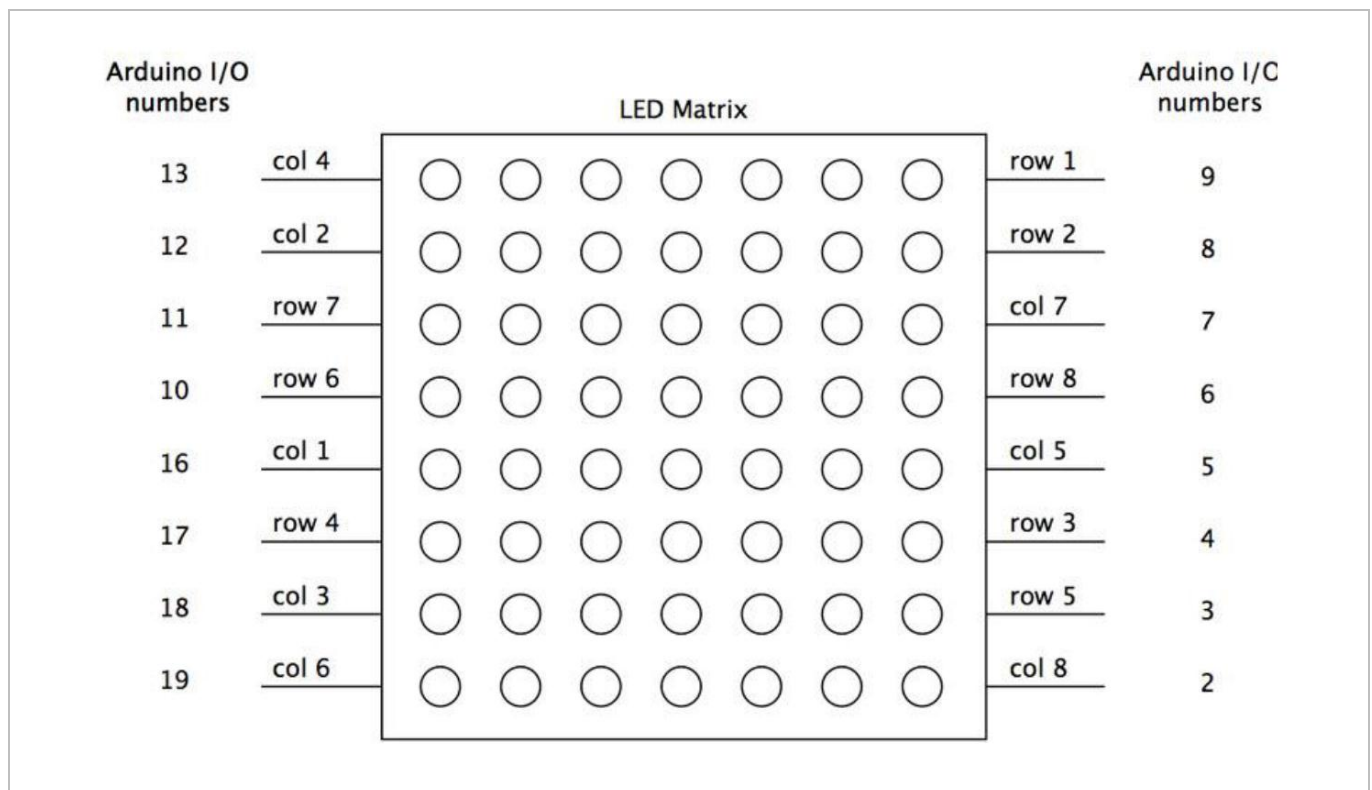 Arduino I/O
numbers
Arduino I/O
numbers
LED Matrix
13
col 4
row 1
9
12
col 2
row 2
8
11
row 7
col 7
7
10
row 6
row 8
6
16
col 1
col 5
5
17
row 4
row 3
4
18
col 3
row 5
3
19
col 6
col 8
2